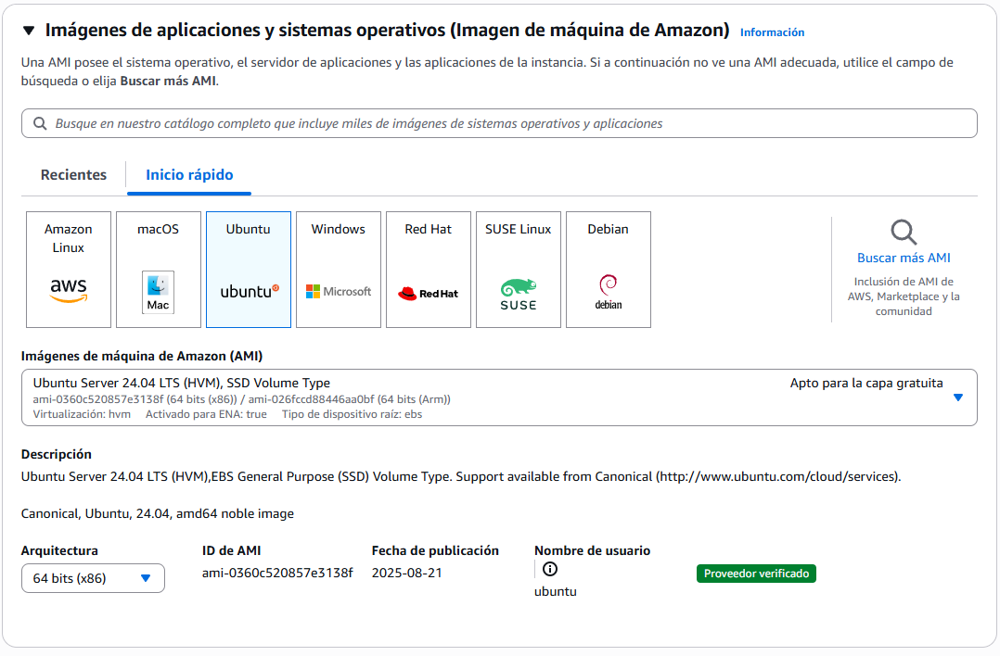 Imágenes de aplicaciones y sistemas operativos (Imagen de máquina de Amazon) Información
Una AMI posee el sistema operativo, el servidor de aplicaciones y las aplicaciones de la instancia. Si a continuación no ve una AMI adecuada, utilice el campo de
búsqueda o elija Buscar más AMI.
Busque en nuestro catálogo completo que incluye miles de imágenes de sistemas operativos y aplicaciones
Recientes
Inicio rápido
Amazon
Linux
aws
macOS
Mac
Ubuntu
ubuntu
Windows
Microsoft
Red Hat
Red Hat
SUSE Linux
SUSE
Debian
debian
Buscar más AMI
Inclusión de AMI de
AWS, Marketplace y la
comunidad
Imágenes de máquina de Amazon (AMI)
Ubuntu Server 24.04 LTS (HVM), SSD Volume Type
Apto para la capa gratuita
ami-0360c520857e3138f (64 bits (x86)) / ami-026fccd88446aa0bf (64 bits (Arm))
Virtualización: hvm Activado para ENA: true Tipo de dispositivo raíz: ebs
Descripción
Ubuntu Server 24.04 LTS (HVM),EBS General Purpose (SSD) Volume Type. Support available from Canonical (http://www.ubuntu.com/cloud/services).
Canonical, Ubuntu, 24.04, amd64 noble image
Arquitectura
64 bits (x86)
ID de AMI
ami-0360c520857e3138f
Fecha de publicación
2025-08-21
Nombre de usuario
ubuntu
Proveedor verificado